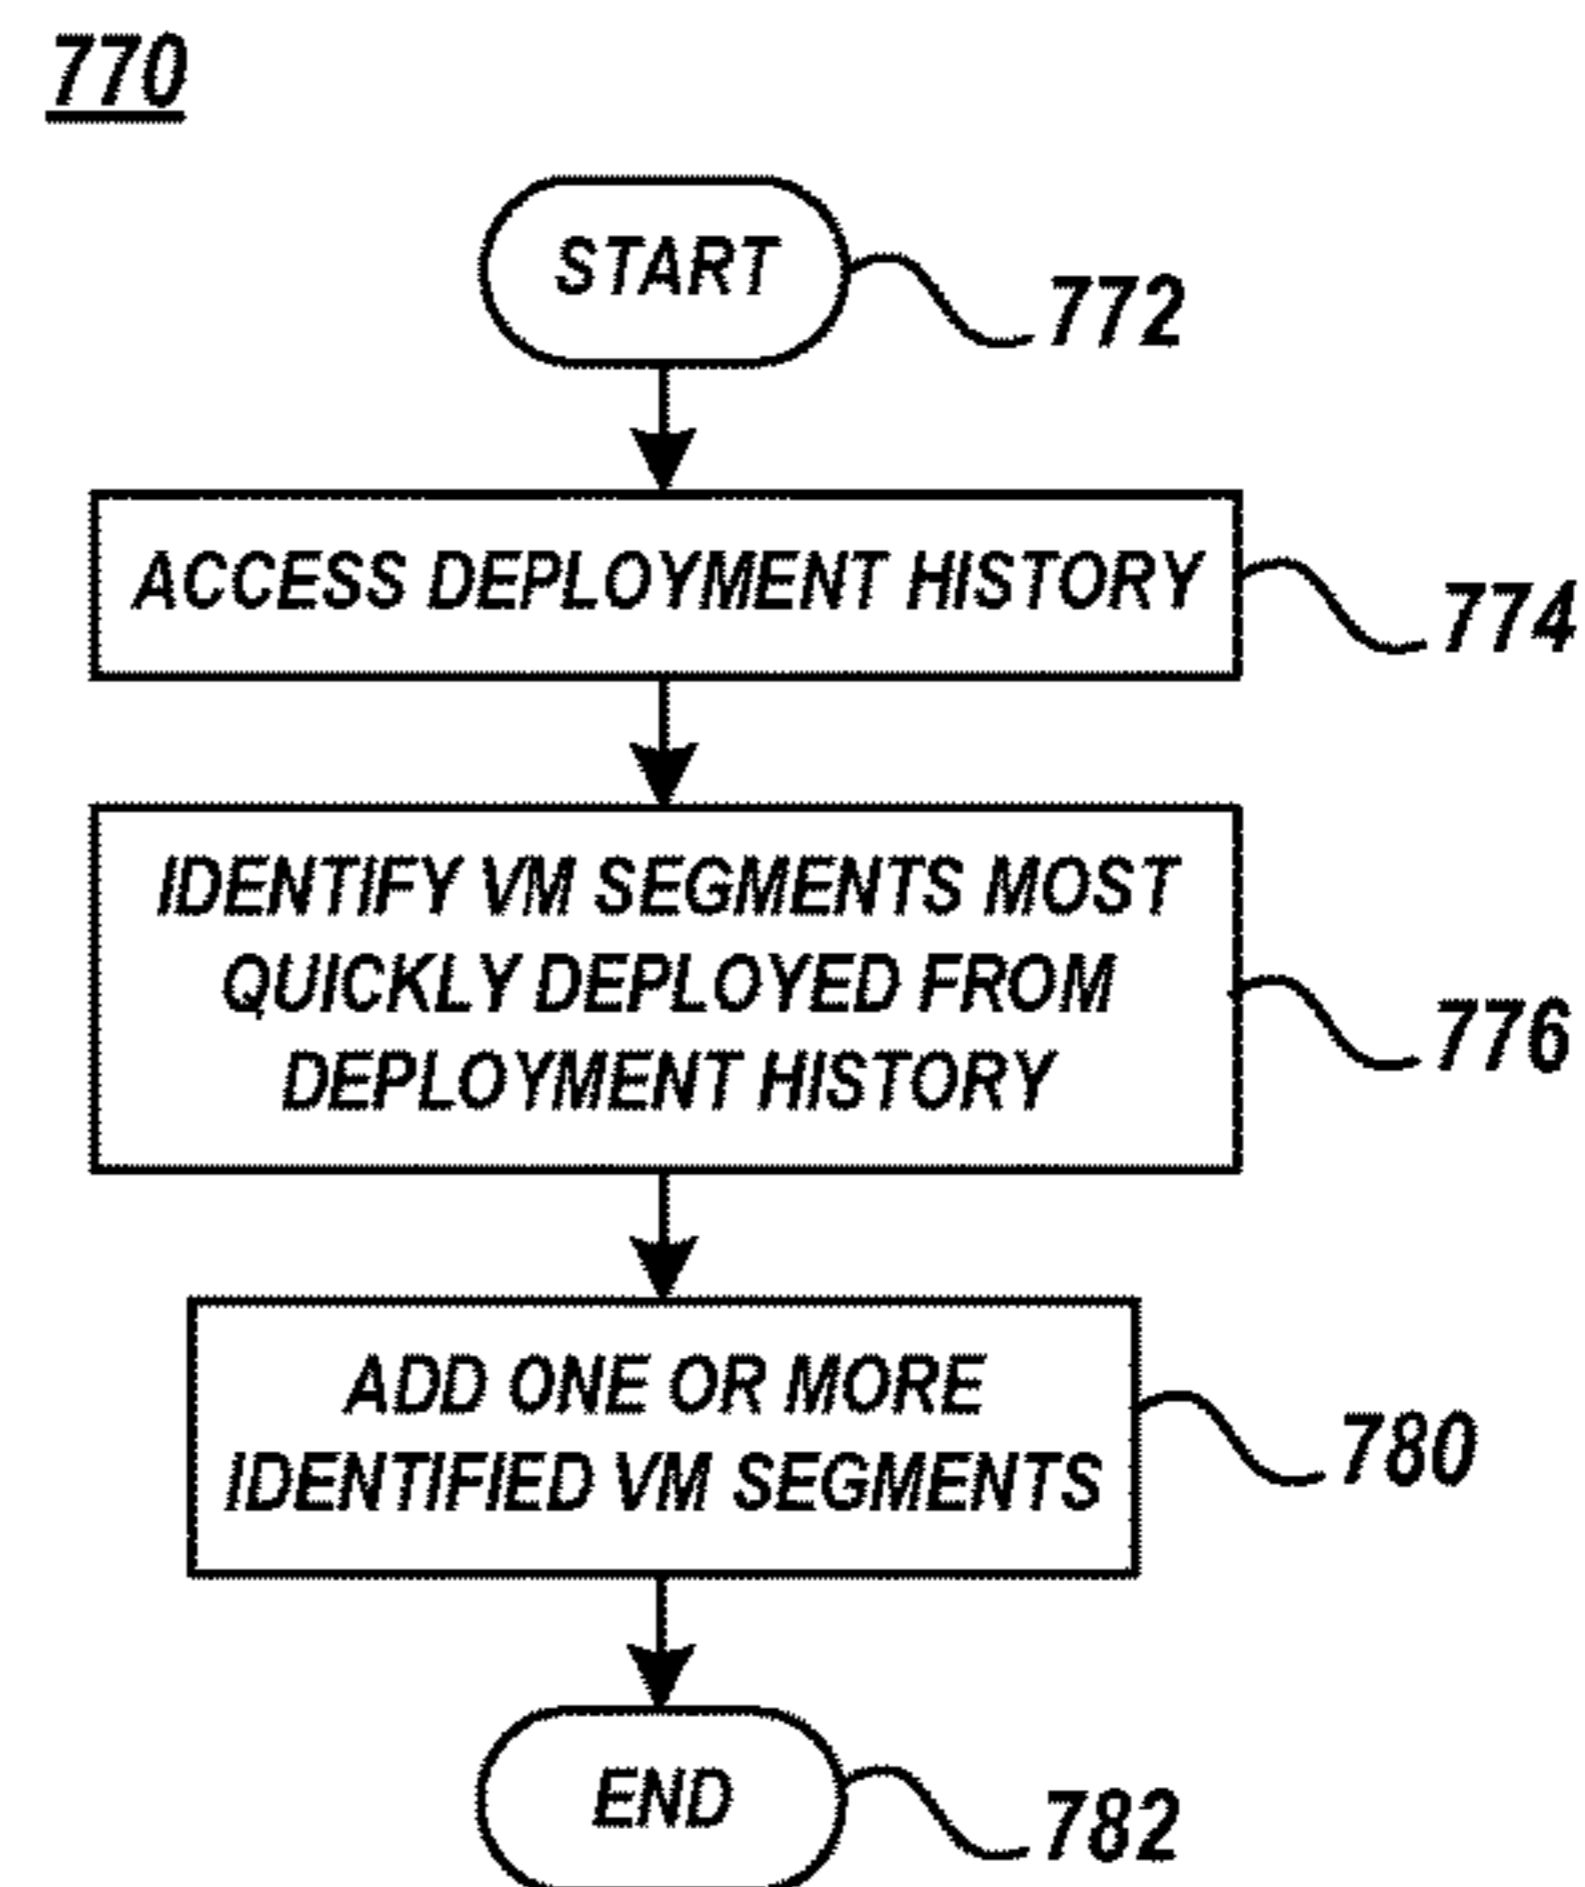 770
START
772
ACCESS DEPLOYMENT HISTORY
774
IDENTIFY VM SEGMENTS MOST
QUICKLY DEPLOYED FROM
DEPLOYMENT HISTORY
776
ADD ONE OR MORE
IDENTIFIED VM SEGMENTS
780
END
782